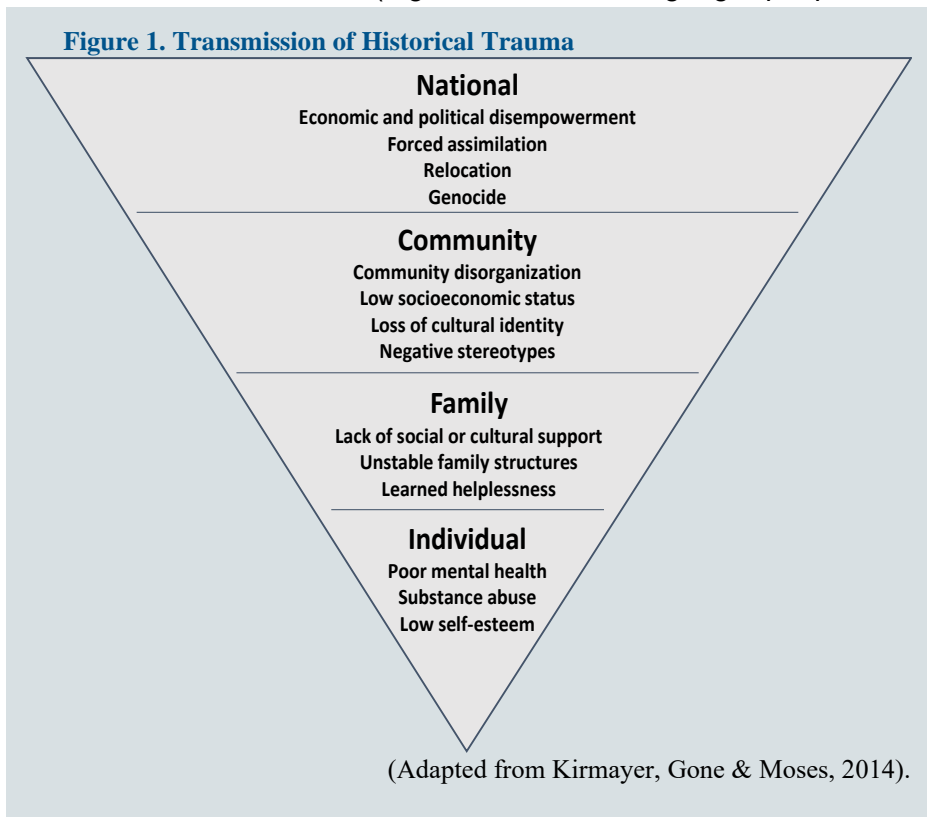 Figure 1. Transmission of Historical Trauma
National
Economic and political disempowerment
Forced assimilation
Relocation
Genocide
Community
Community disorganization
Low socioeconomic status
Loss of cultural identity
Negative stereotypes
Family
Lack of social or cultural support
Unstable family structures
Learned helplessness
Individual
Poor mental health
Substance abuse
Low self-esteem
(Adapted from Kirmayer, Gone & Moses, 2014).